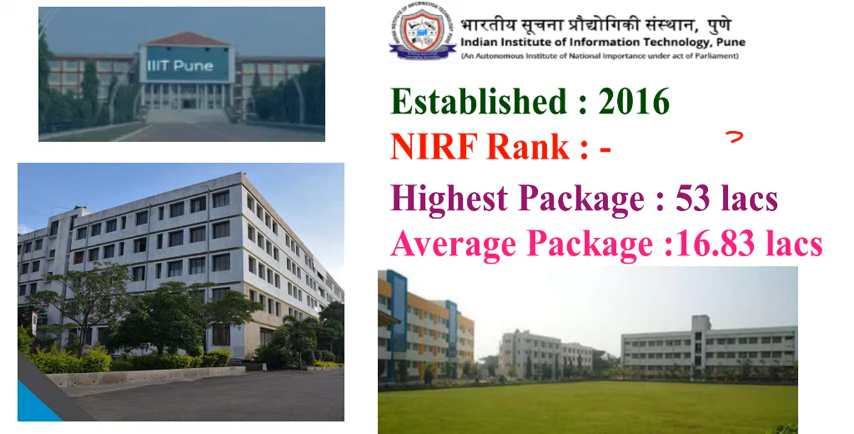 IIIT Pune
भारतीय सूचना प्रौद्योगिकी संस्थान, पुणे
Indian Institute of Information Technology, Pune
(An Autonomous Institute of National Importance under act of Parliament)
Established : 2016
NIRF Rank : -
Highest Package : 53 lacs
Average Package :16.83 lacs